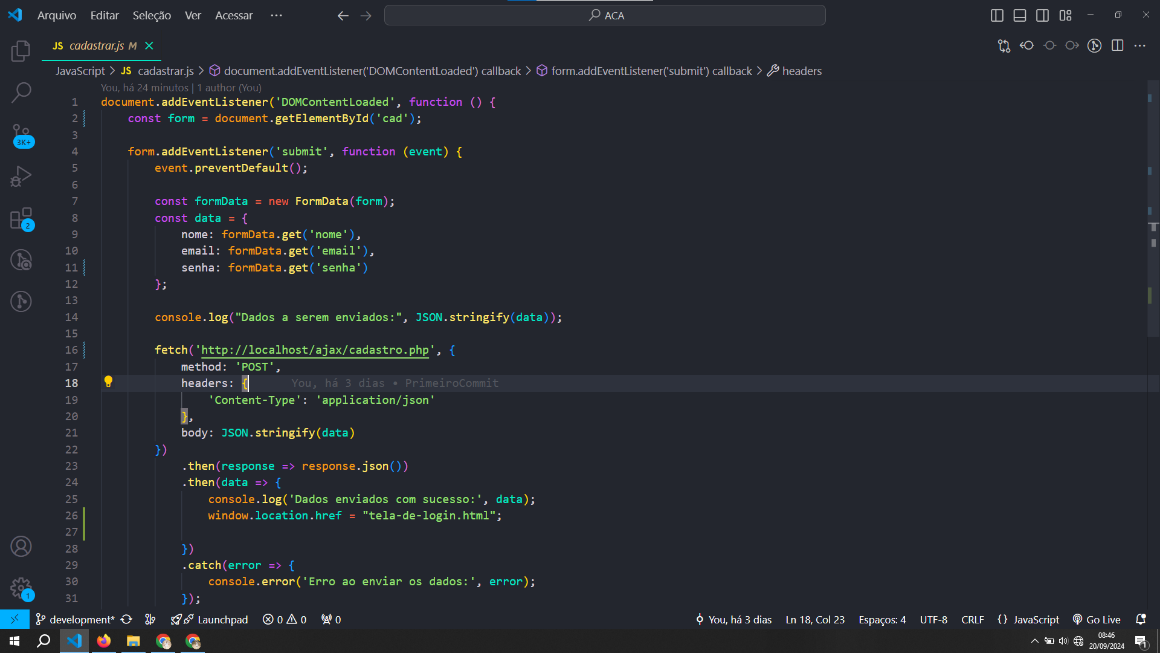 Arquivo Editar Seleção Ver Acessar ··· ACA
JS cadastrar.js M
JavaScript > JS cadastrar.js > document.addEventListener('DOMContentLoaded') callback > form.addEventListener('submit') callback > headers
You, há 24 minutos | 1 author (You)
1 document.addEventListener('DOMContentLoaded', function () {
2 const form = document.getElementById('cad');
3
4 form.addEventListener('submit', function (event) {
5 event.preventDefault();
6
7 const formData = new FormData(form);
8 const data = {
9 nome: formData.get('nome'),
10 email: formData.get('email'),
11 senha: formData.get('senha')
12 };
13
14 console.log("Dados a serem enviados:", JSON.stringify(data));
15
16 fetch('http://localhost/ajax/cadastro.php', {
17 method: 'POST',
18 headers: { You, há 3 dias • PrimeiroCommit
19 'Content-Type': 'application/json'
20 },
21 body: JSON.stringify(data)
22 })
23 .then(response => response.json())
24 .then(data => {
25 console.log('Dados enviados com sucesso:', data);
26 window.location.href = "tela-de-login.html";
27
28 })
29 .catch(error => {
30 console.error('Erro ao enviar os dados:', error);
31 });
3K+
2
1
development* Launchpad 0 0 0 You, há 3 dias Ln 18, Col 23 Espaços: 4 UTF-8 CRLF {} JavaScript Go Live
08:46
20/09/2024
1